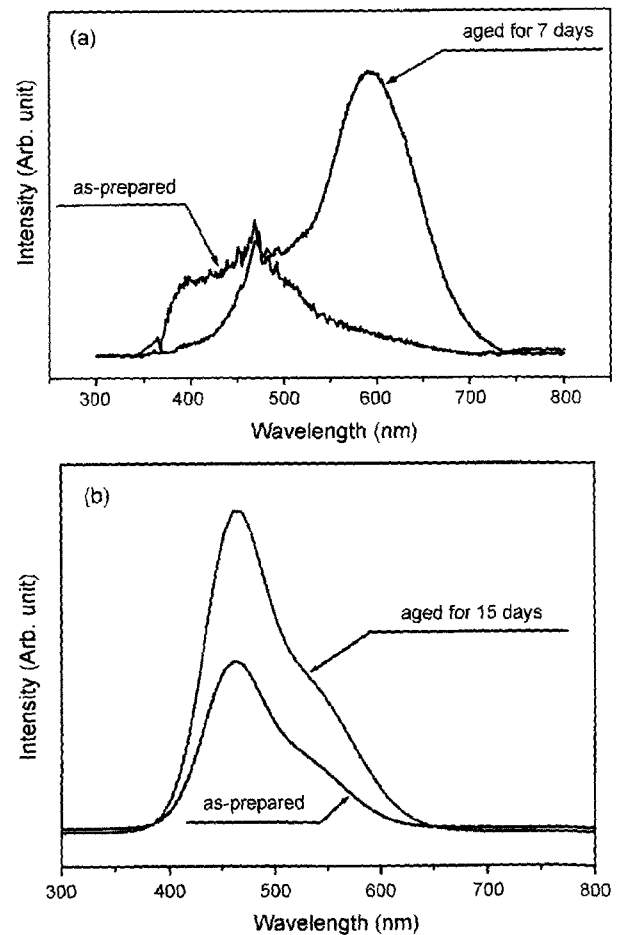 (a)
aged for 7 days
as-prepared
Intensity (Arb. unit)
300 400 500 600 700 800
Wavelength (nm)
(b)
aged for 15 days
as-prepared
Intensity (Arb. unit)
300 400 500 600 700 800
Wavelength (nm)